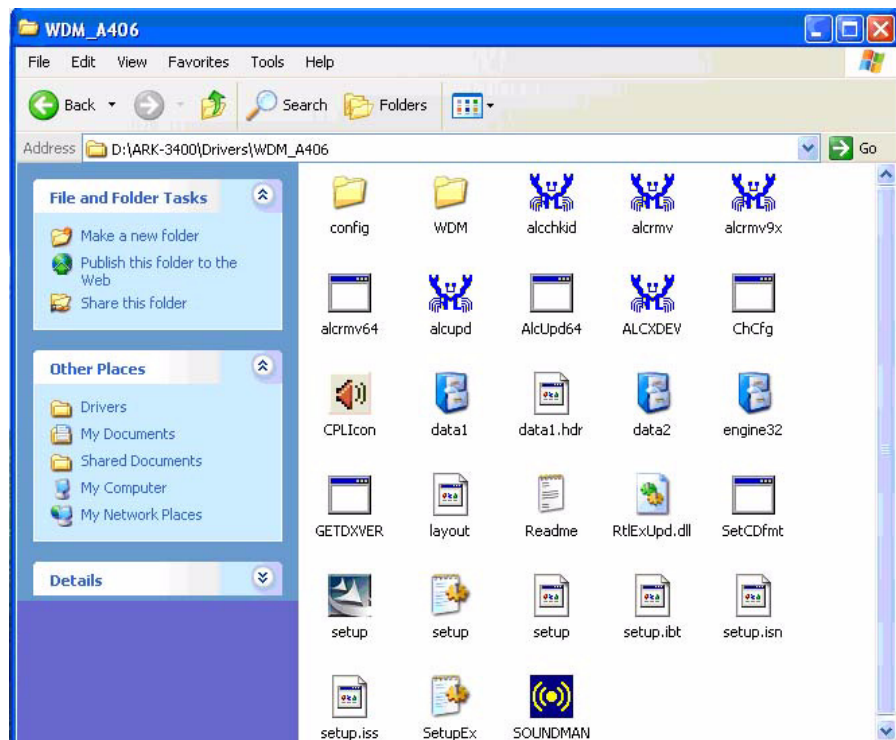 WDM_A406
File Edit View Favorites Tools Help
Back Search Folders
Address D:\ARK-3400\Drivers\WDM_A406 Go
File and Folder Tasks
Make a new folder
Publish this folder to the
Web
Share this folder
Other Places
Drivers
My Documents
Shared Documents
My Computer
My Network Places
Details
config WDM alcchkid alcrmv alcrmv9x
alcrmv64 alcupd AlcUpd64 ALCXDEV ChCfg
CPLIcon data1 data1.hdr data2 engine32
GETDXVER layout Readme RtlExUpd.dll SetCDfmt
setup setup setup setup.ibt setup.isn
setup.iss SetupEx SOUNDMAN